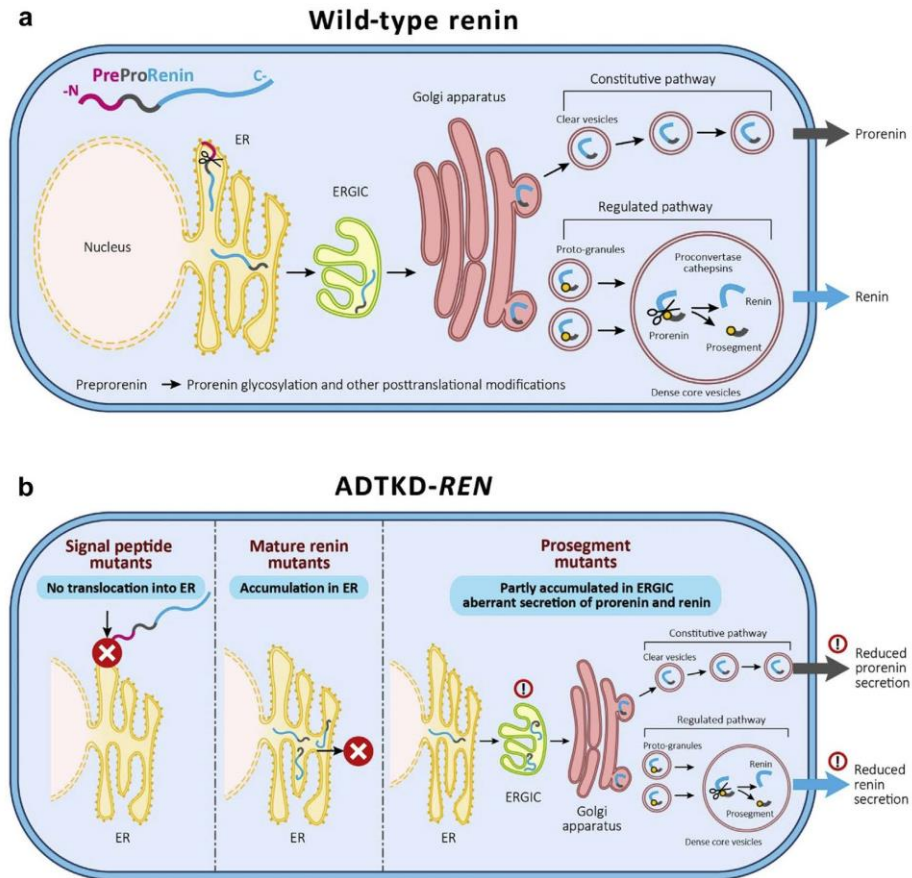 a
Wild-type renin
PreProRenin
-N
C-
ER
Nucleus
ERGIC
Golgi apparatus
Constitutive pathway
Clear vesicles
Prorenin
Regulated pathway
Proto-granules
Proconvertase
cathepsins
Renin
Prorenin
Prosegment
Dense core vesicles
Renin
Preprorenin → Prorenin glycosylation and other posttranslational modifications
b
ADTKD-REN
Signal peptide
mutants
No translocation into ER
ER
Mature renin
mutants
Accumulation in ER
ER
Prosegment
mutants
Partly accumulated in ERGIC
aberrant secretion of prorenin and renin
ER
!
ERGIC
Golgi
apparatus
Constitutive pathway
Clear vesicles
!
Reduced
prorenin
secretion
Regulated pathway
Proto-granules
Renin
Prosegment
Dense core vesicles
!
Reduced
renin
secretion